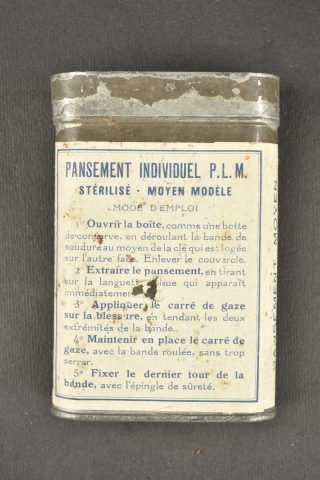 PANSEMENT INDIVIDUEL P.L.M.
STÉRILISÉ - MOYEN MODÈLE
MODE D'EMPLOI
1° Ouvrir la boîte, comme une boîte
de conserve, en déroulant la bande de
soudure au moyen de la clé qui est logée
sur l'autre face. Enlever le couvercle.
2° Extraire le pansement, en tirant
sur la languette qui apparaît
immédiatement
3° Appliquer le carré de gaze
sur la blessure, en tendant les deux
extrémités de la bande.
4° Maintenir en place le carré de
gaze, avec la bande roulée, sans trop
serrer.
5° Fixer le dernier tour de la
bande, avec l'épingle de sûreté.
PANSEMENT MOYEN